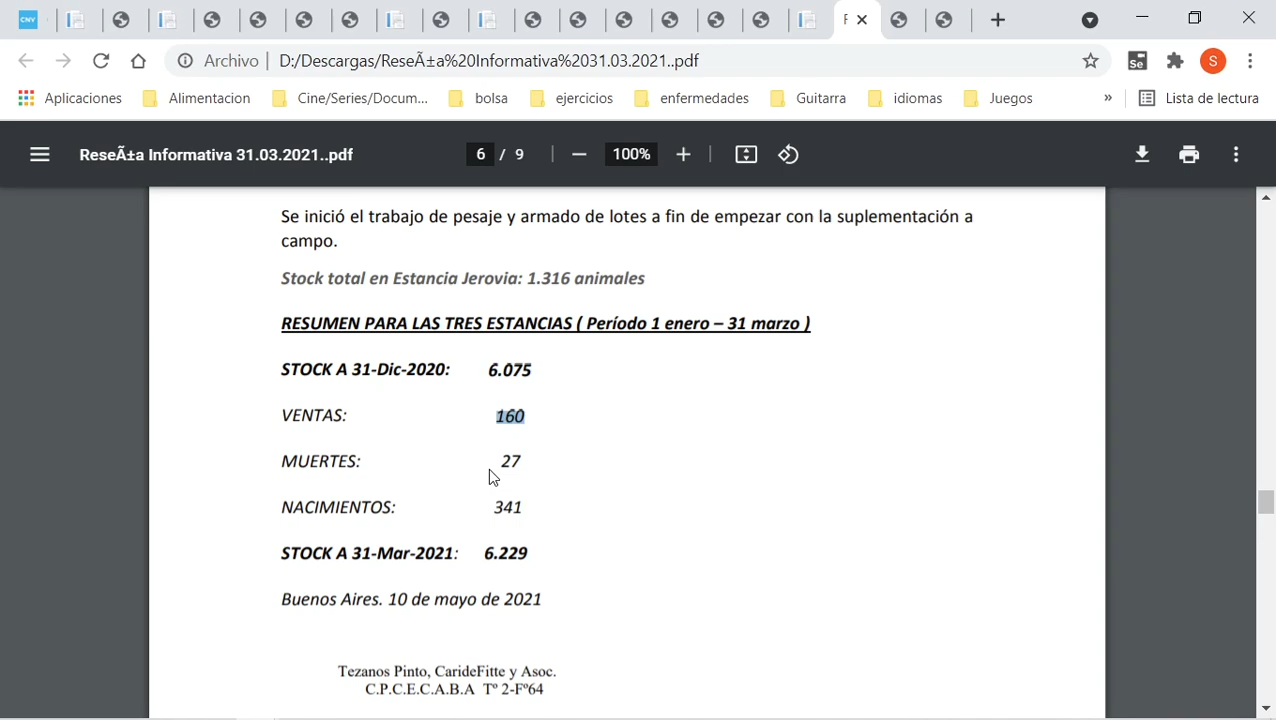 CNV
F
Archivo
D:/Descargas/ReseÃ±a%20Informativa%2031.03.2021..pdf
Se
S
Aplicaciones
Alimentacion
Cine/Series/Docum...
bolsa
ejercicios
enfermedades
Guitarra
idiomas
Juegos
»
Lista de lectura
ReseÃ±a Informativa 31.03.2021..pdf
6 / 9
100%
Se inició el trabajo de pesaje y armado de lotes a fin de empezar con la suplementación a
campo.
Stock total en Estancia Jerovia: 1.316 animales
RESUMEN PARA LAS TRES ESTANCIAS ( Período 1 enero – 31 marzo )
STOCK A 31-Dic-2020: 6.075
VENTAS: 160
MUERTES: 27
NACIMIENTOS: 341
STOCK A 31-Mar-2021: 6.229
Buenos Aires. 10 de mayo de 2021
Tezanos Pinto, CarideFitte y Asoc.
C.P.C.E.C.A.B.A Tº 2-Fº64